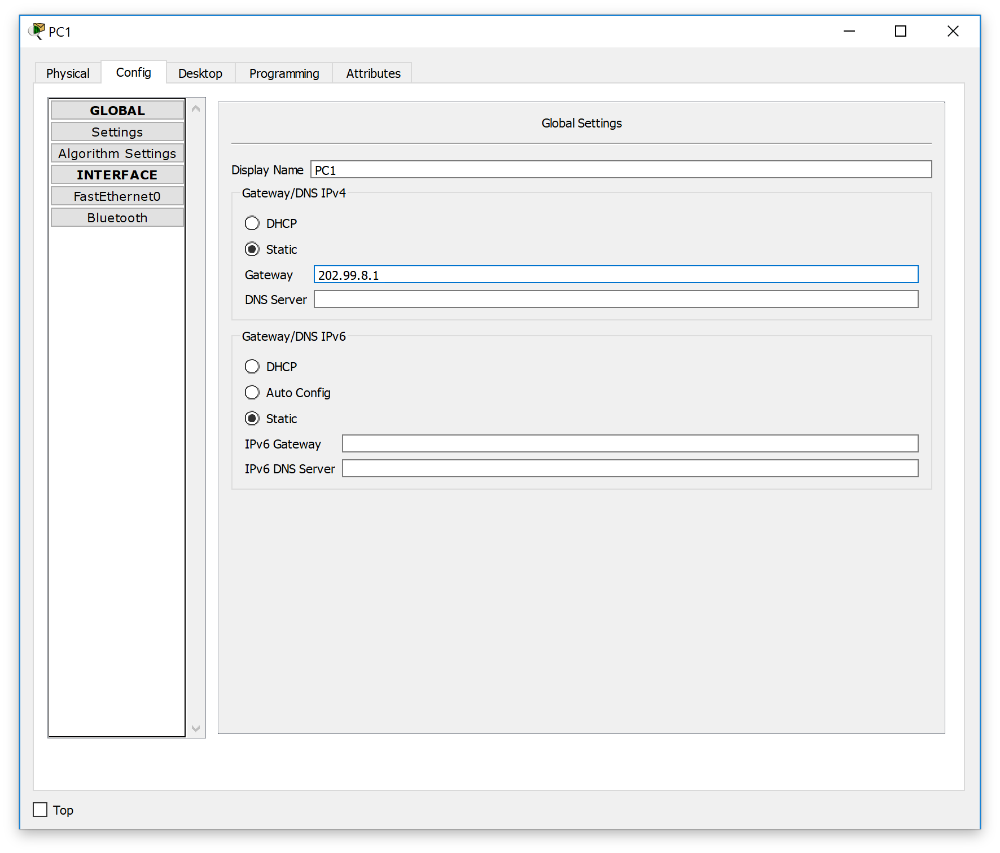 PC1
Physical Config Desktop Programming Attributes
GLOBAL
Settings
Algorithm Settings
INTERFACE
FastEthernet0
Bluetooth
Global Settings
Display Name PC1
Gateway/DNS IPv4
DHCP
Static
Gateway 202.99.8.1
DNS Server
Gateway/DNS IPv6
DHCP
Auto Config
Static
IPv6 Gateway
IPv6 DNS Server
Top